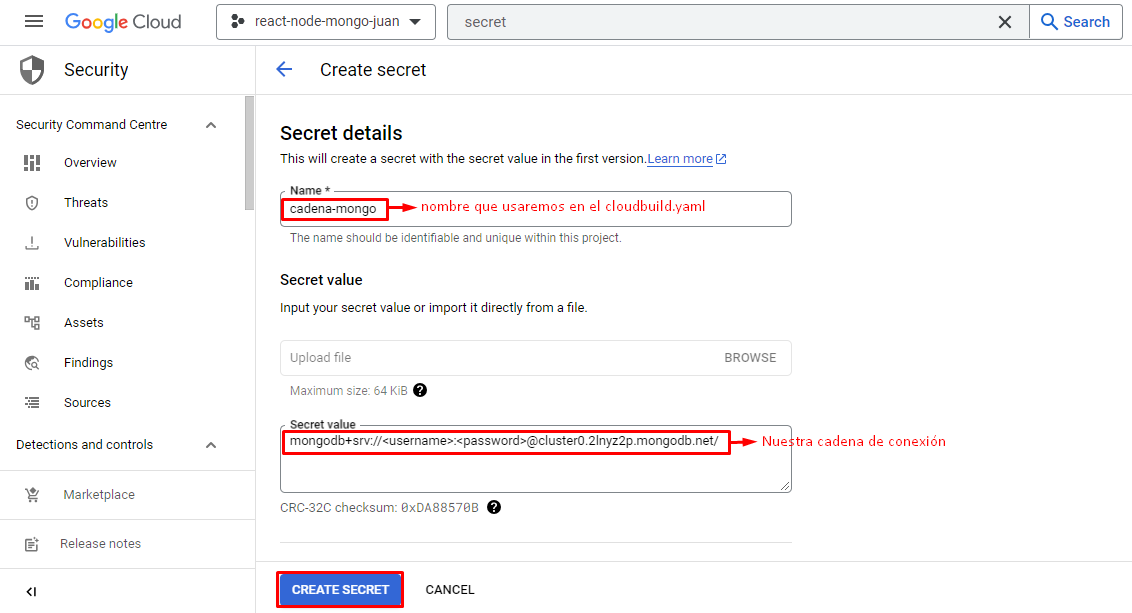 Google Cloud
react-node-mongo-juan
secret
Search
Security
Create secret
Security Command Centre
Overview
Threats
Vulnerabilities
Compliance
Assets
Findings
Sources
Detections and controls
Marketplace
Release notes
Secret details
This will create a secret with the secret value in the first version.Learn more
Name *
cadena-mongo
nombre que usaremos en el cloudbuild.yaml
The name should be identifiable and unique within this project.
Secret value
Input your secret value or import it directly from a file.
Upload file
BROWSE
Maximum size: 64 KiB
Secret value
mongodb+srv://<username>:<password>@cluster0.2lnyz2p.mongodb.net/
Nuestra cadena de conexión
CRC-32C checksum: 0xDA88570B
CREATE SECRET
CANCEL